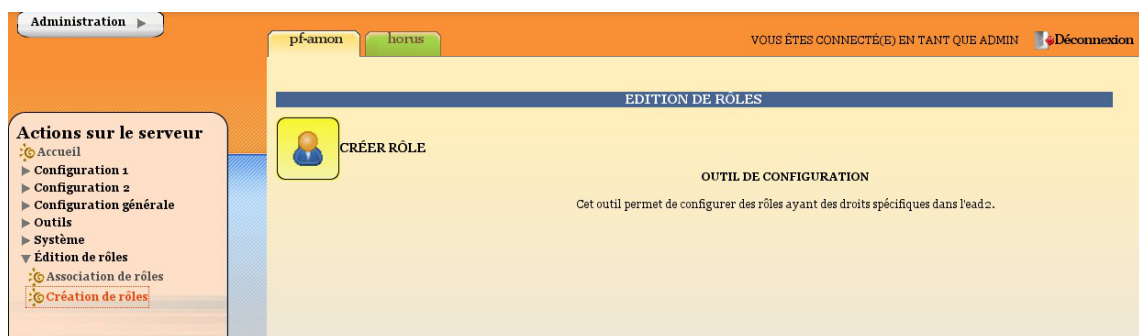 Administration
pf-amon
horus
VOUS ÊTES CONNECTÉ(E) EN TANT QUE ADMIN
Déconnexion
EDITION DE RÔLES
CRÉER RÔLE
OUTIL DE CONFIGURATION
Cet outil permet de configurer des rôles ayant des droits spécifiques dans l'ead2.
Actions sur le serveur
Accueil
Configuration 1
Configuration 2
Configuration générale
Outils
Système
Édition de rôles
Association de rôles
Création de rôles